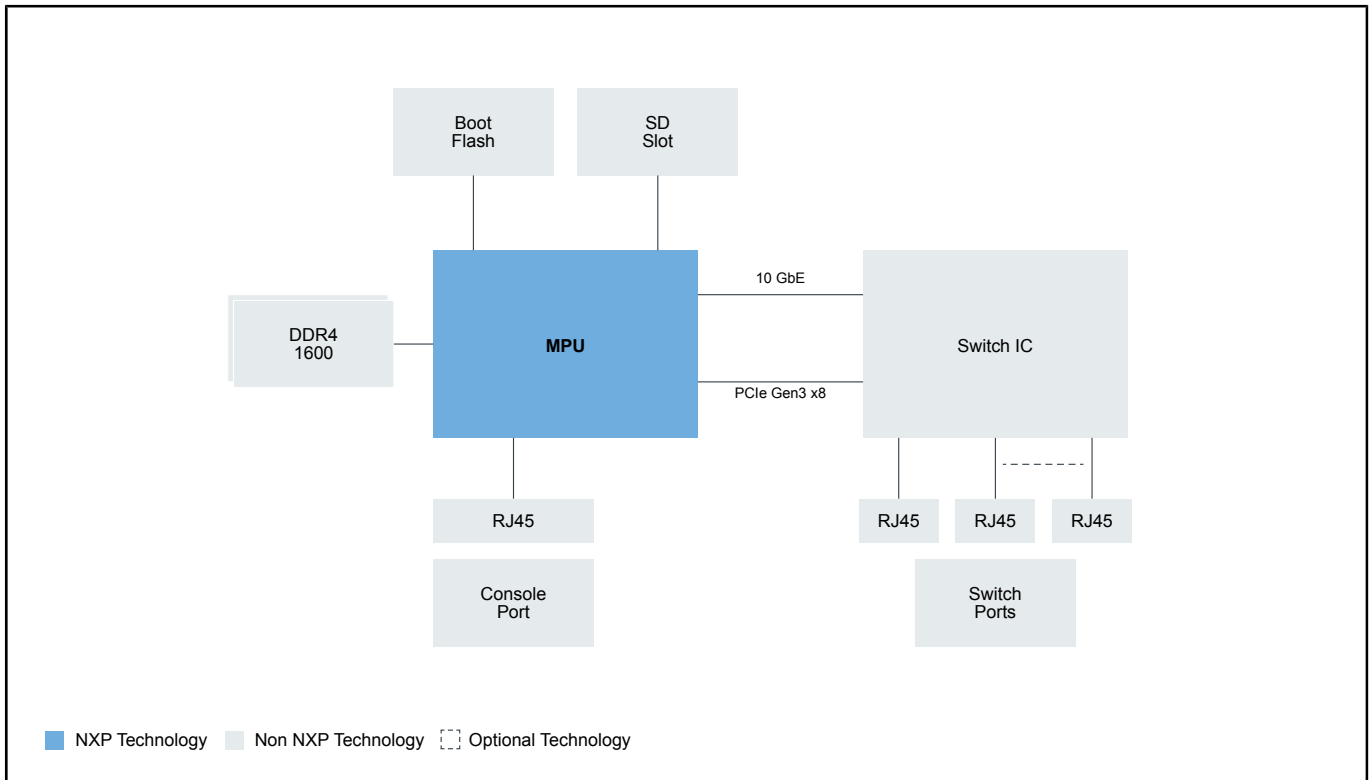 Boot
Flash
SD
Slot
10 GbE
DDR4
1600
MPU
Switch IC
PCIe Gen3 x8
RJ45
RJ45
RJ45
RJ45
Console
Port
Switch
Ports
NXP Technology
Non NXP Technology
Optional Technology